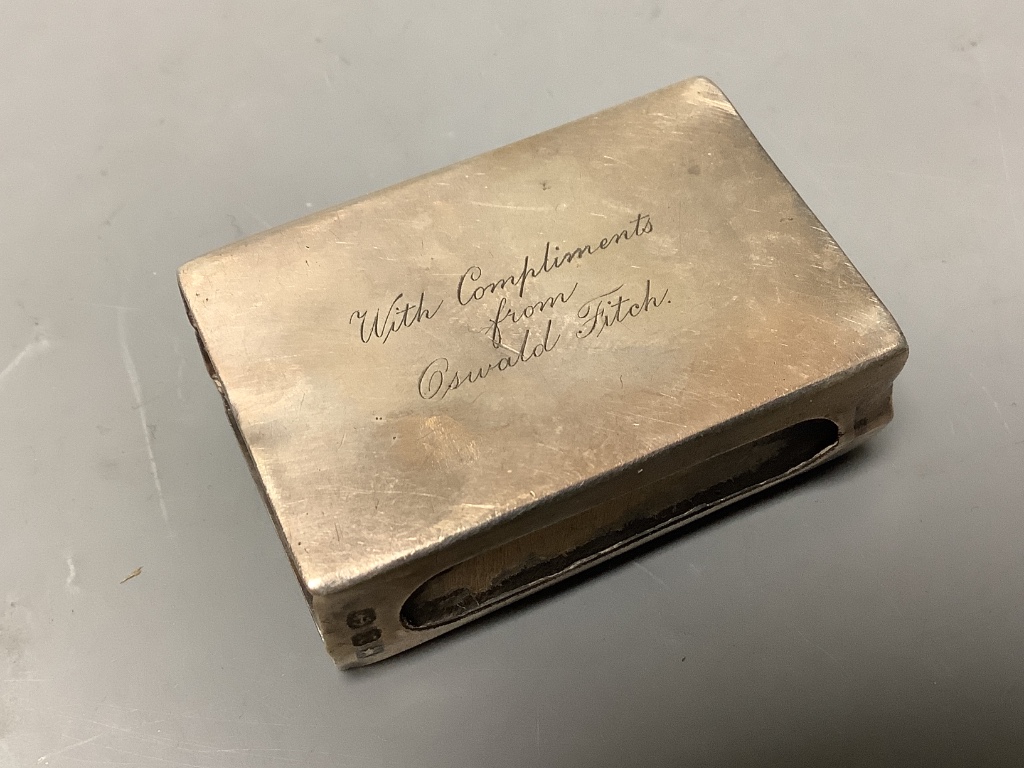 With Compliments
from
Oswald Fitch.